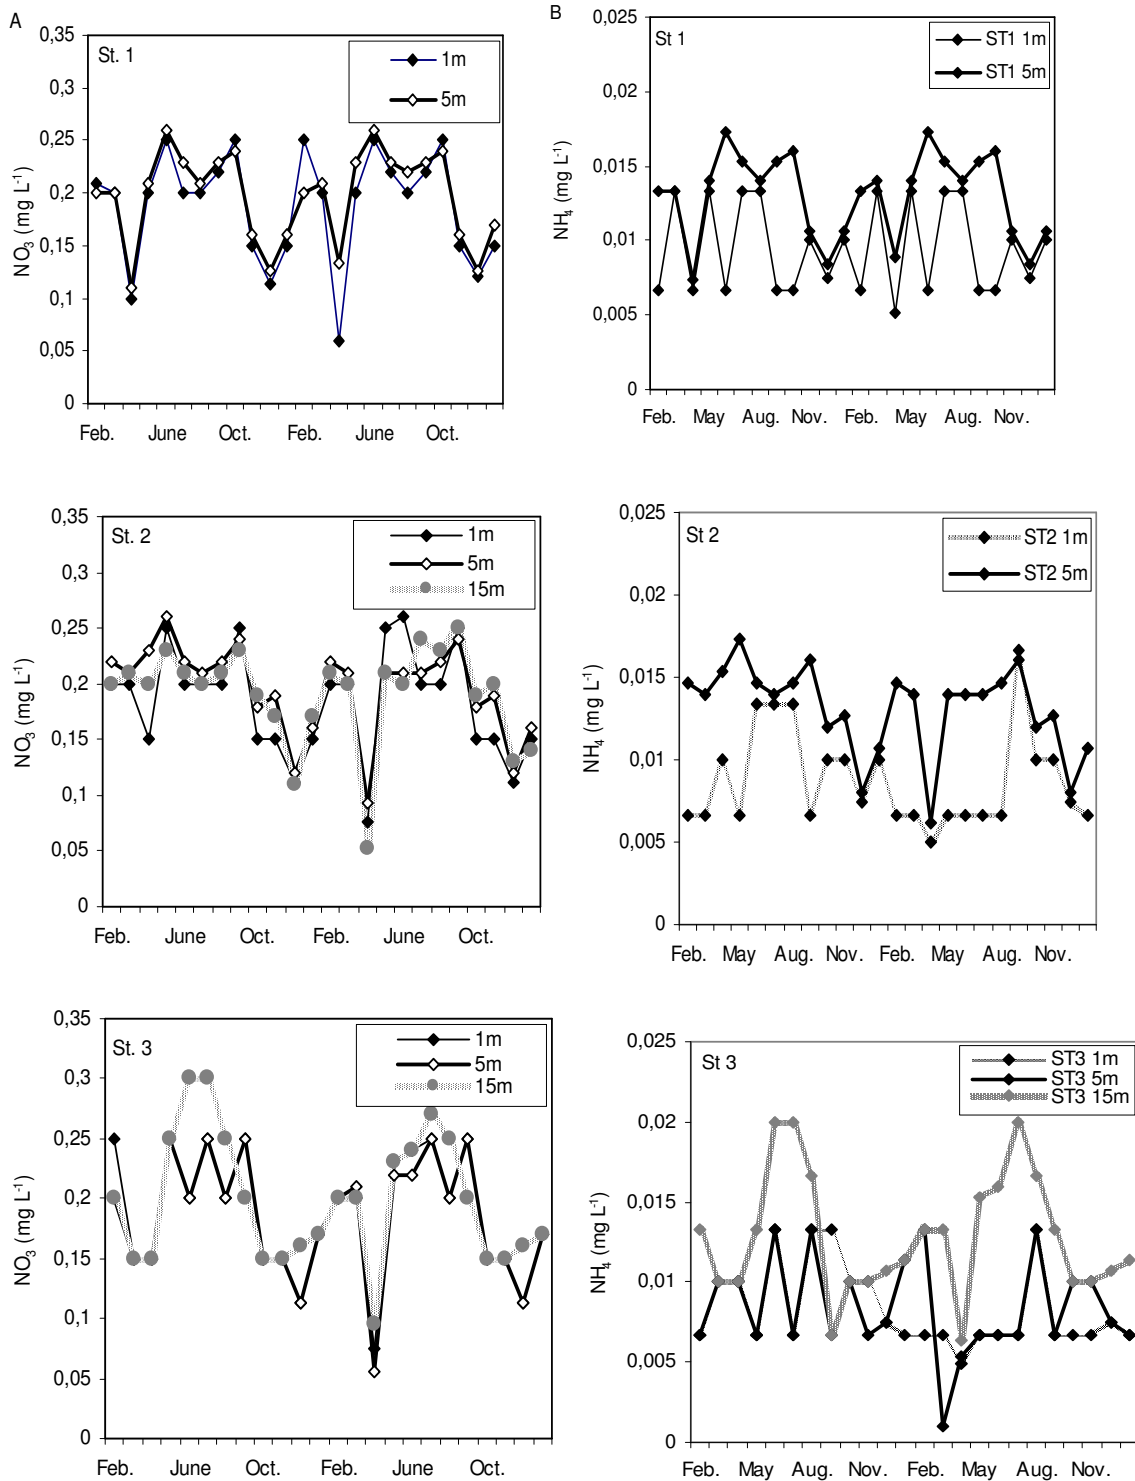 A
St. 1
1m
5m
NO3 (mg L-1)
0,35
0,3
0,25
0,2
0,15
0,1
0,05
0
Feb. June Oct. Feb. June Oct.
B
St 1
ST1 1m
ST1 5m
NH4 (mg L-1)
0,025
0,02
0,015
0,01
0,005
0
Feb. May Aug. Nov. Feb. May Aug. Nov.
St. 2
1m
5m
15m
NO3 (mg L-1)
0,35
0,3
0,25
0,2
0,15
0,1
0,05
0
Feb. June Oct. Feb. June Oct.
St 2
ST2 1m
ST2 5m
NH4 (mg L-1)
0,025
0,02
0,015
0,01
0,005
0
Feb. May Aug. Nov. Feb. May Aug. Nov.
St. 3
1m
5m
15m
NO3 (mg L-1)
0,35
0,3
0,25
0,2
0,15
0,1
0,05
0
Feb. June Oct. Feb. June Oct.
St 3
ST3 1m
ST3 5m
ST3 15m
NH4 (mg L-1)
0,025
0,02
0,015
0,01
0,005
0
Feb. May Aug. Nov. Feb. May Aug. Nov.